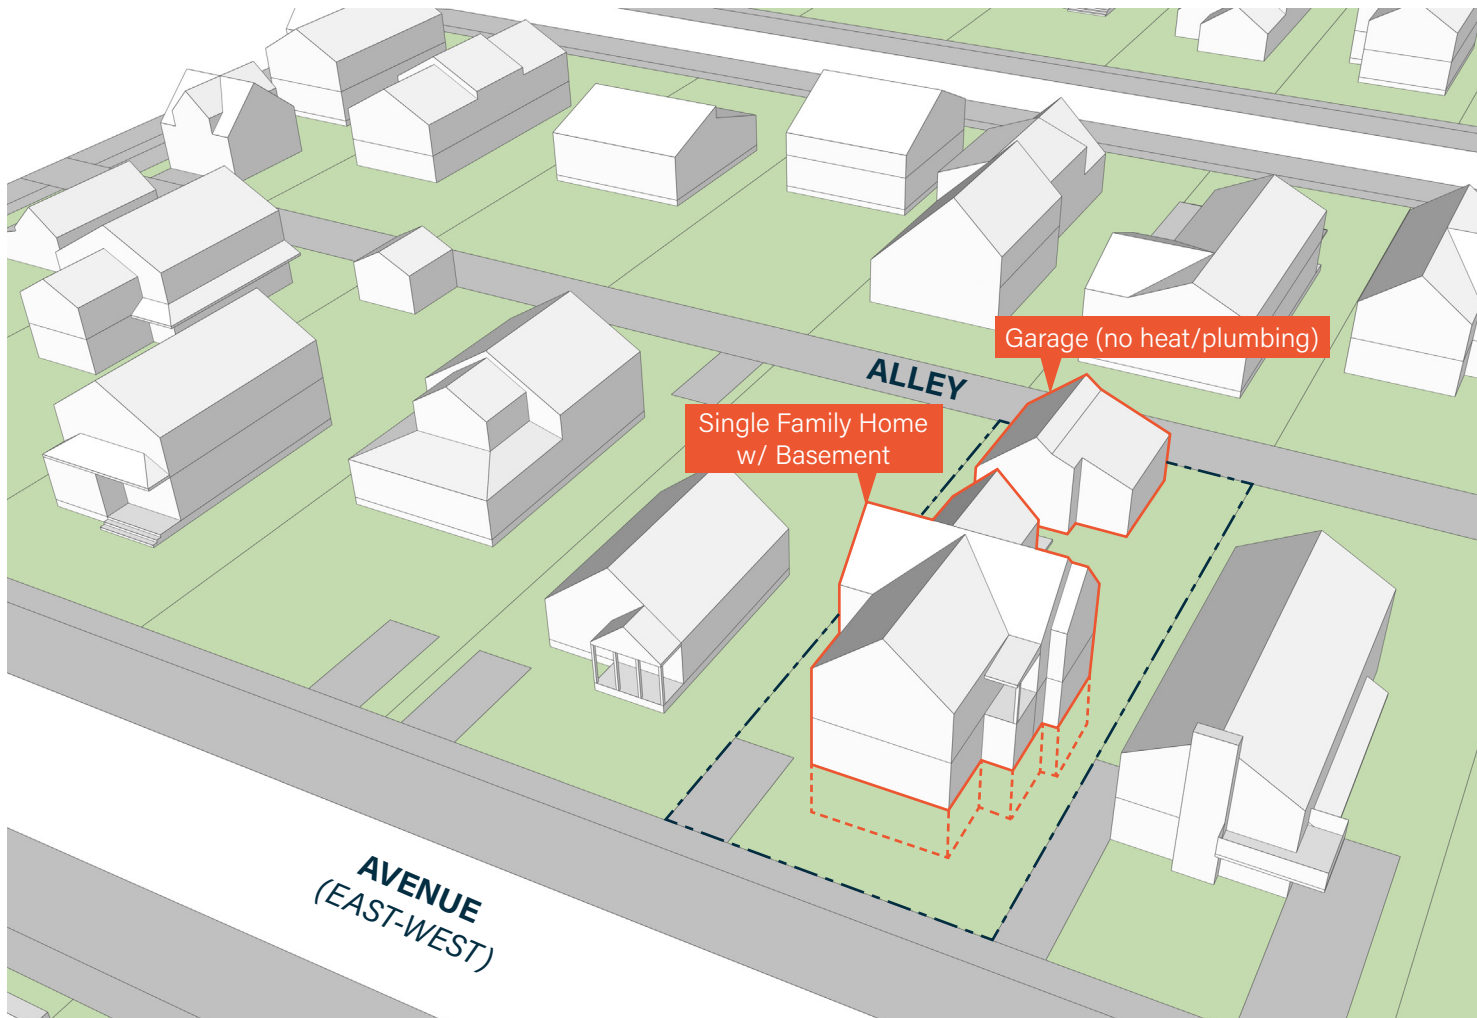 Garage (no heat/plumbing)
ALLEY
Single Family Home
w/ Basement
AVENUE
(EAST-WEST)